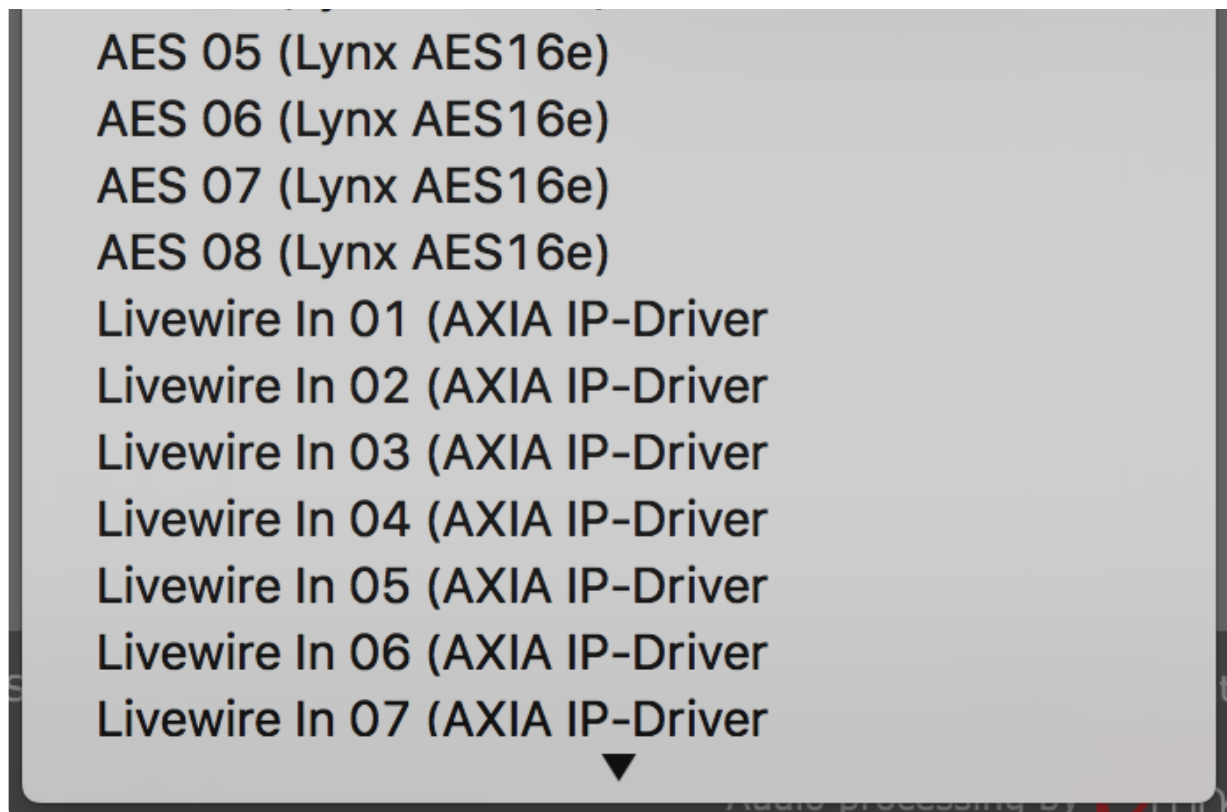 AES 05 (Lynx AES16e)
AES 06 (Lynx AES16e)
AES 07 (Lynx AES16e)
AES 08 (Lynx AES16e)
Livewire In 01 (AXIA IP-Driver
Livewire In 02 (AXIA IP-Driver
Livewire In 03 (AXIA IP-Driver
Livewire In 04 (AXIA IP-Driver
Livewire In 05 (AXIA IP-Driver
Livewire In 06 (AXIA IP-Driver
Livewire In 07 (AXIA IP-Driver
Audio processing by